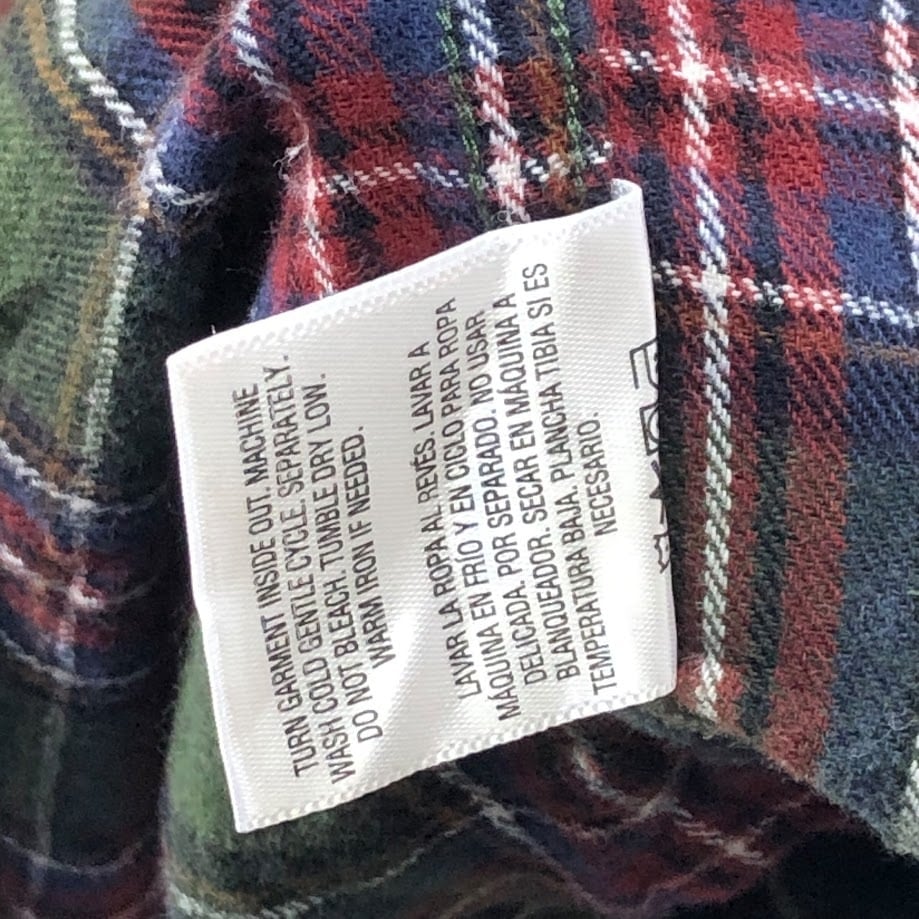 TURN GARMENT INSIDE OUT. MACHINE
WASH COLD GENTLE CYCLE. SEPARATELY.
DO NOT BLEACH. TUMBLE DRY LOW.
WARM IRON IF NEEDED.
LAVAR LA ROPA AL REVÉS. LAVAR A
MÁQUINA EN FRÍO Y EN CICLO PARA ROPA
DELICADA. POR SEPARADO. NO USAR
BLANQUEADOR. SECAR EN MÁQUINA A
TEMPERATURA BAJA. PLANCHA TIBIA SI ES
NECESARIO.